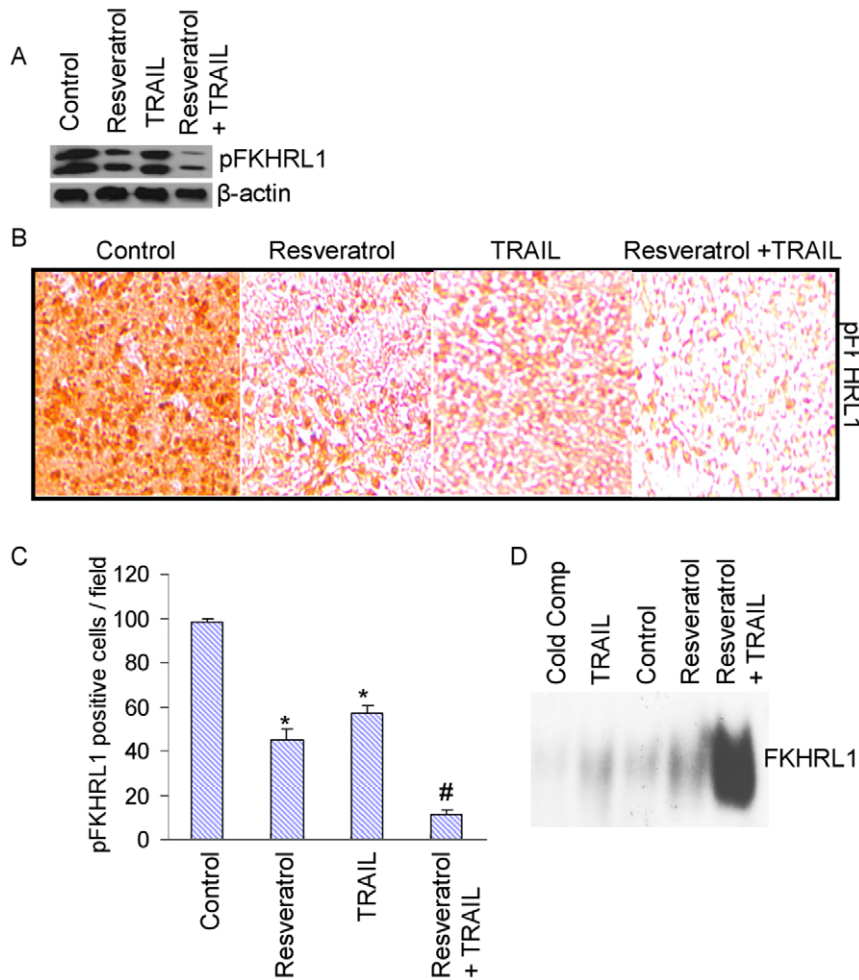 A
Control
Resveratrol
TRAIL
Resveratrol
+ TRAIL
pFKHRL1
β-actin
B
Control
Resveratrol
TRAIL
Resveratrol +TRAIL
C
pFKHRL1 positive cells / field
120
100
80
60
40
20
0
*
*
#
Control
Resveratrol
TRAIL
Resveratrol
+ TRAIL
D
Cold Comp
TRAIL
Control
Resveratrol
Resveratrol
+ TRAIL
FKHRL1